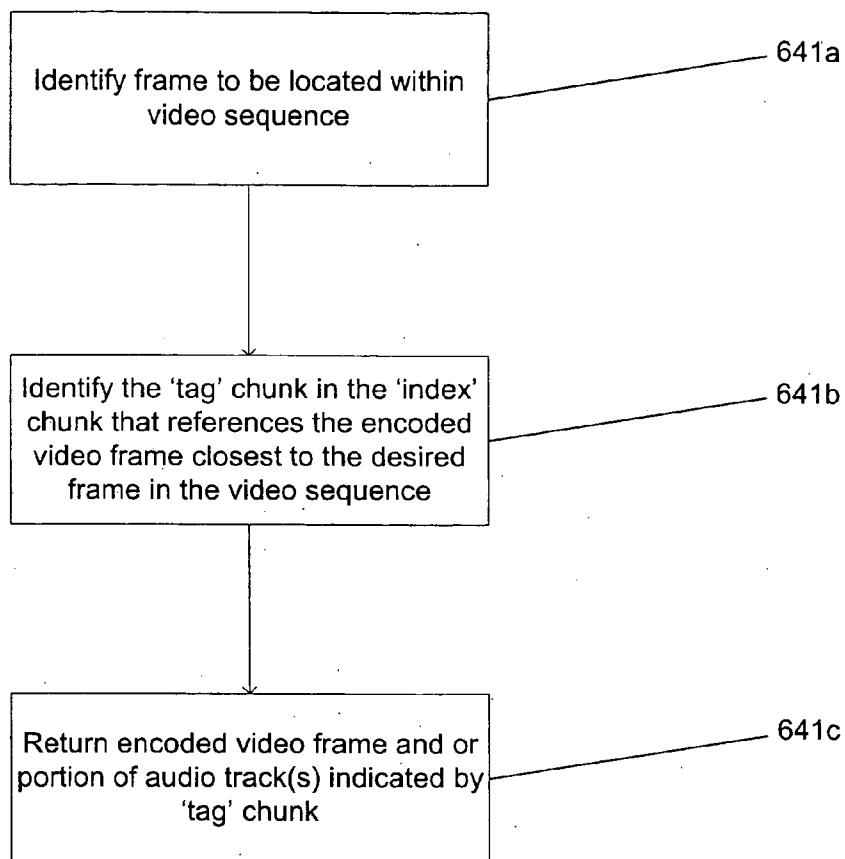 Identify frame to be located within
video sequence
641a
Identify the ‘tag’ chunk in the ‘index’
chunk that references the encoded
video frame closest to the desired
frame in the video sequence
641b
Return encoded video frame and or
portion of audio track(s) indicated by
‘tag’ chunk
641c